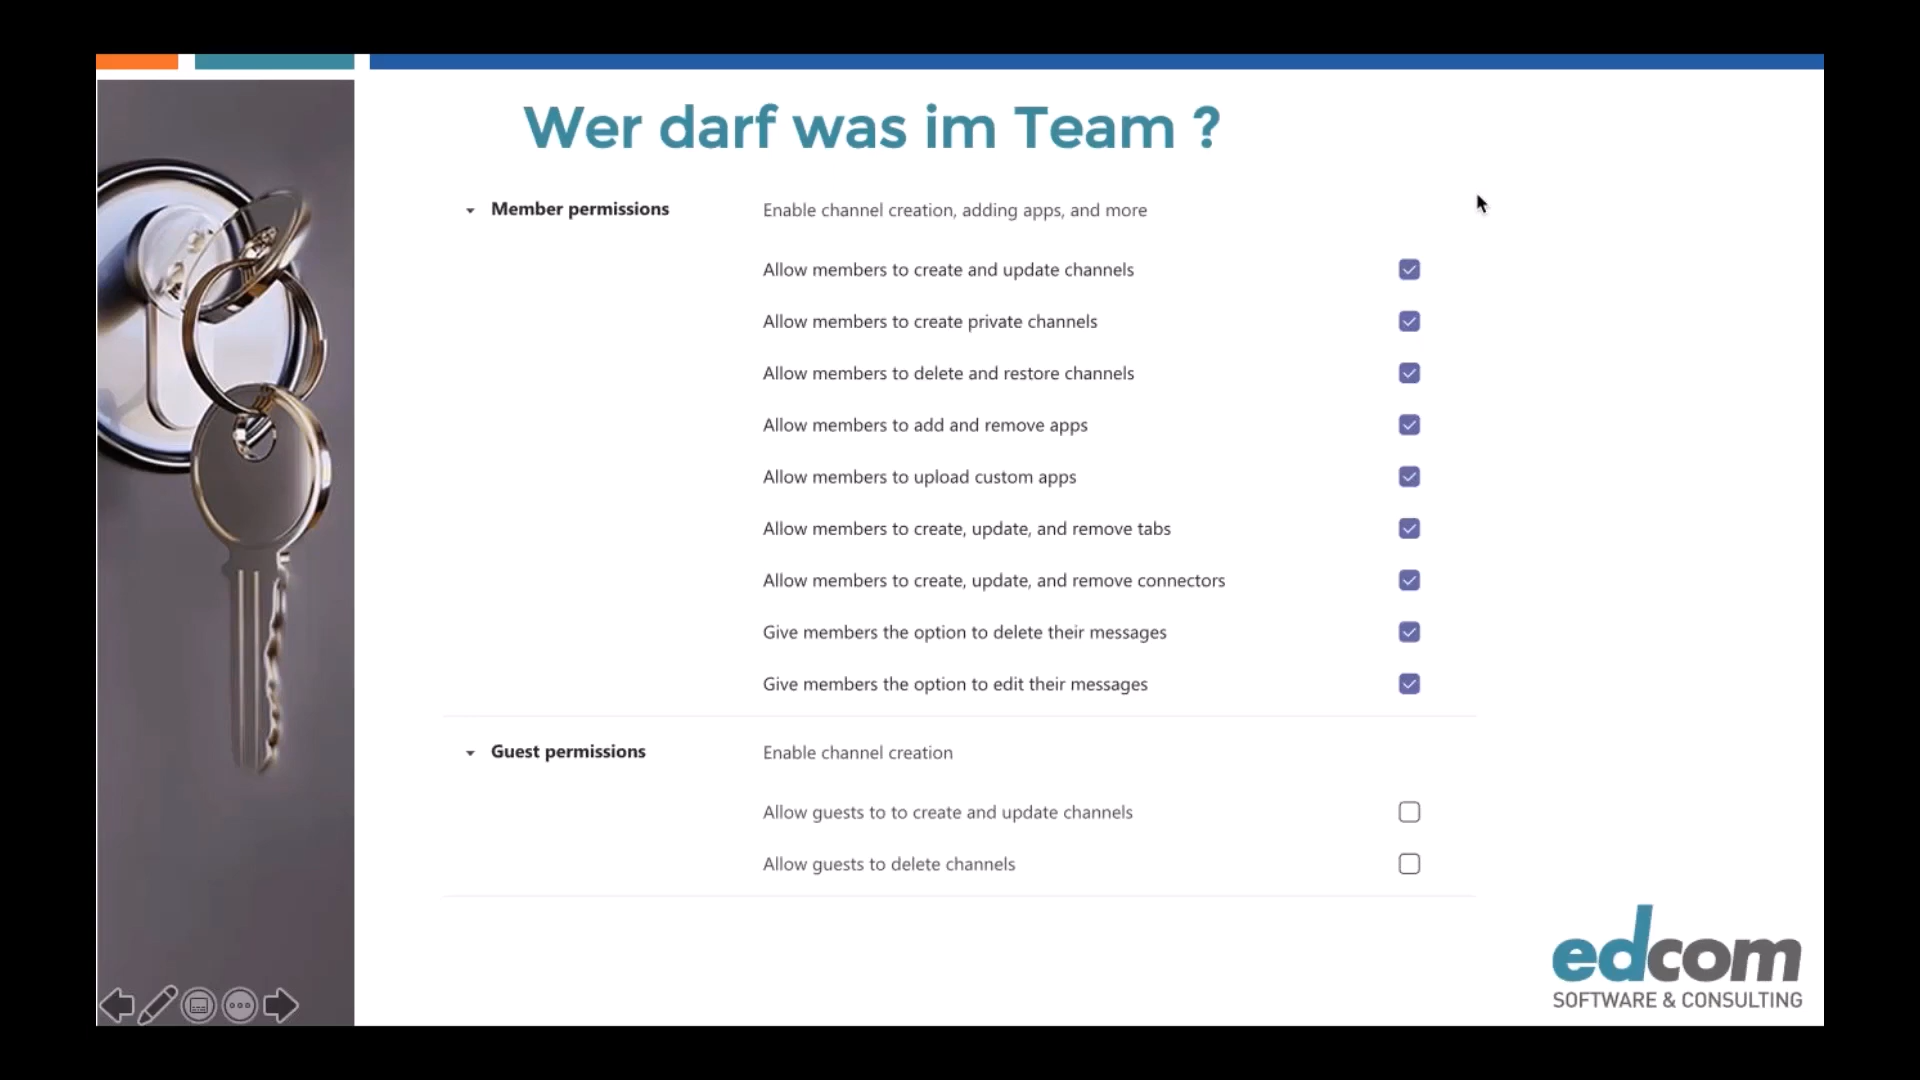 Wer darf was im Team ?
Member permissions
Enable channel creation, adding apps, and more
Allow members to create and update channels
Allow members to create private channels
Allow members to delete and restore channels
Allow members to add and remove apps
Allow members to upload custom apps
Allow members to create, update, and remove tabs
Allow members to create, update, and remove connectors
Give members the option to delete their messages
Give members the option to edit their messages
Guest permissions
Enable channel creation
Allow guests to to create and update channels
Allow guests to delete channels
edcom
SOFTWARE & CONSULTING